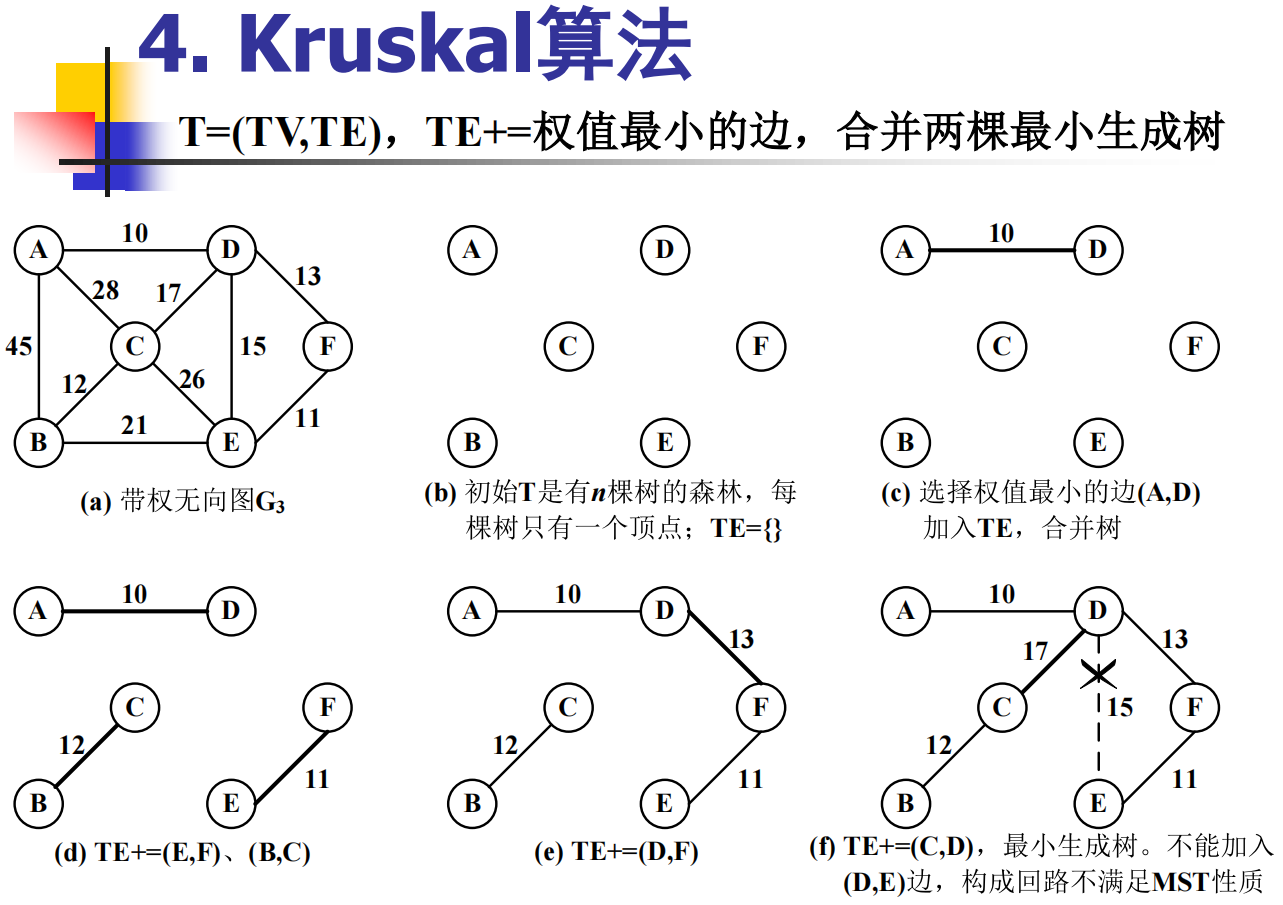 4. Kruskal算法
T=(TV,TE)，TE+=权值最小的边，合并两棵最小生成树
A
10
D
28
17
13
45
C
15
F
12
26
B
21
E
11
(a) 带权无向图G₃
A
D
C
F
B
E
(b) 初始T是有n棵树的森林，每
棵树只有一个顶点；TE={}
A
10
D
C
F
B
E
(c) 选择权值最小的边(A,D)
加入TE，合并树
A
10
D
C
F
12
11
B
E
(d) TE+=(E,F)、(B,C)
A
10
D
13
C
F
12
11
B
E
(e) TE+=(D,F)
A
10
D
17
13
C
15
F
12
11
B
E
(f) TE+=(C,D)，最小生成树。不能加入
(D,E)边，构成回路不满足MST性质